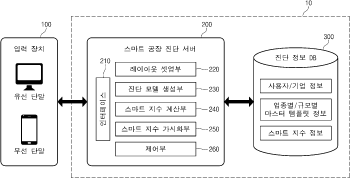 10
100
입력 장치
유선 단말
무선 단말
200
스마트 공장 진단 서버
210
인터페이스
레이아웃 셋업부
220
진단 모델 생성부
230
스마트 지수 계산부
240
스마트 지수 가시화부
250
제어부
260
진단 정보 DB
300
사용자/기업 정보
업종별/규모별
마스터 템플릿 정보
스마트 지수 정보